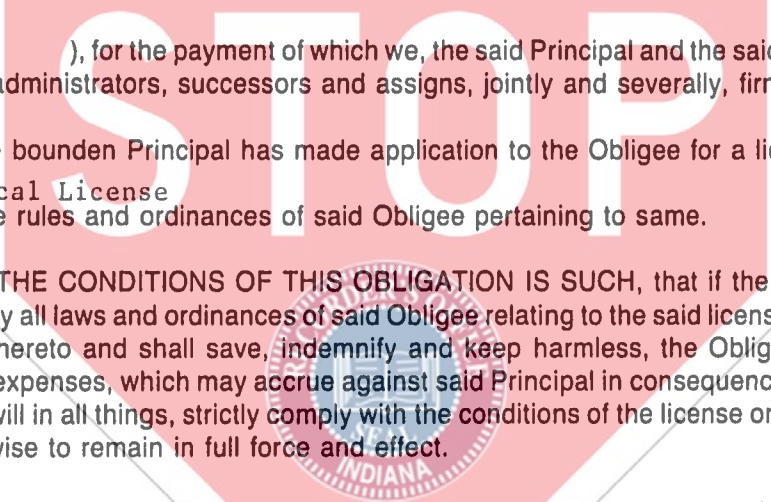 STOP
), for the payment of which we, the said Principal and the said
administrators, successors and assigns, jointly and severally, firm
bounden Principal has made application to the Obligee for a li
cal License
e rules and ordinances of said Obligee pertaining to same.
THE CONDITIONS OF THIS OBLIGATION IS SUCH, that if the
y all laws and ordinances of said Obligee relating to the said licens
hereto and shall save, indemnify and keep harmless, the Oblig
expenses, which may accrue against said Principal in consequenc
will in all things, strictly comply with the conditions of the license or
wise to remain in full force and effect.
RECORDER'S OFFICE
SEAL
INDIANA